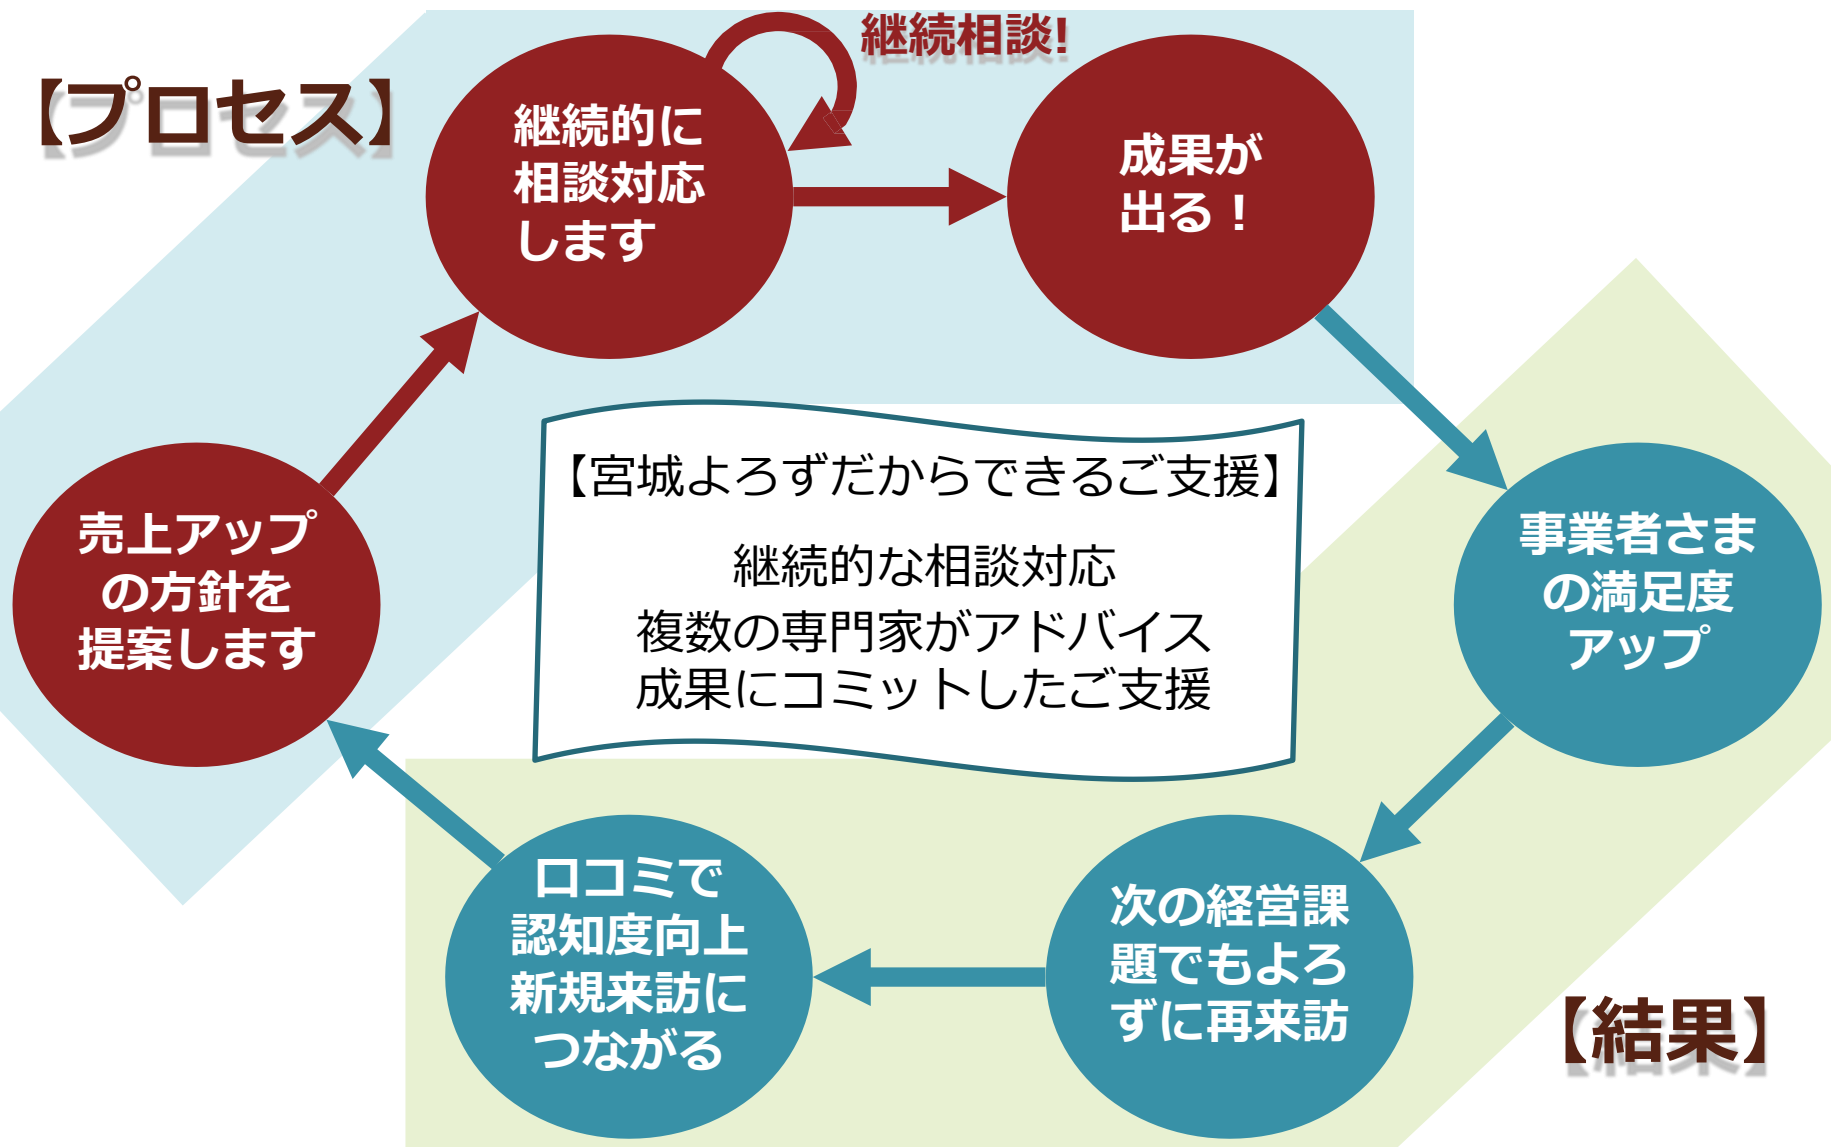 【プロセス】
継続相談!
継続的に
相談対応
します
成果が
出る！
売上アップ
の方針を
提案します
【宮城よろずだからできるご支援】
継続的な相談対応
複数の専門家がアドバイス
成果にコミットしたご支援
事業者さま
の満足度
アップ
口コミで
認知度向上
新規来訪に
つながる
次の経営課
題でもよろ
ずに再来訪
【結果】